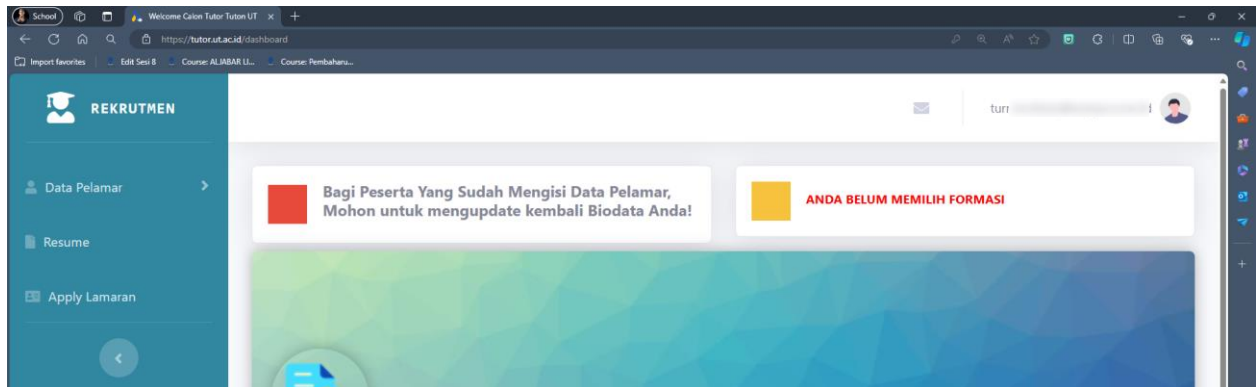 School
Welcome Calon Tutor Tuton UT
https://tutor.ut.ac.id/dashboard
Import favorites
Edit Sesi 8
Course: ALJABAR LI...
Course: Pembaharu...
REKRUTMEN
Data Pelamar
Resume
Apply Lamaran
Bagi Peserta Yang Sudah Mengisi Data Pelamar,
Mohon untuk mengupdate kembali Biodata Anda!
ANDA BELUM MEMILIH FORMASI